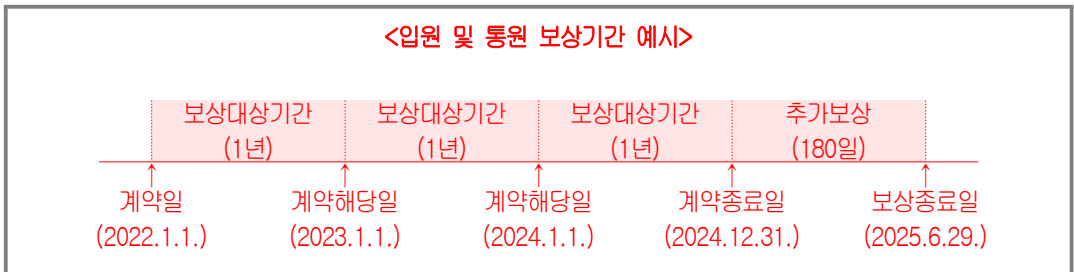 <입원 및 통원 보상기간 예시>
보상대상기간 보상대상기간 보상대상기간 추가보상
(1년) (1년) (1년) (180일)
계약일 계약해당일 계약해당일 계약종료일 보상종료일
(2022.1.1.) (2023.1.1.) (2024.1.1.) (2024.12.31.) (2025.6.29.)